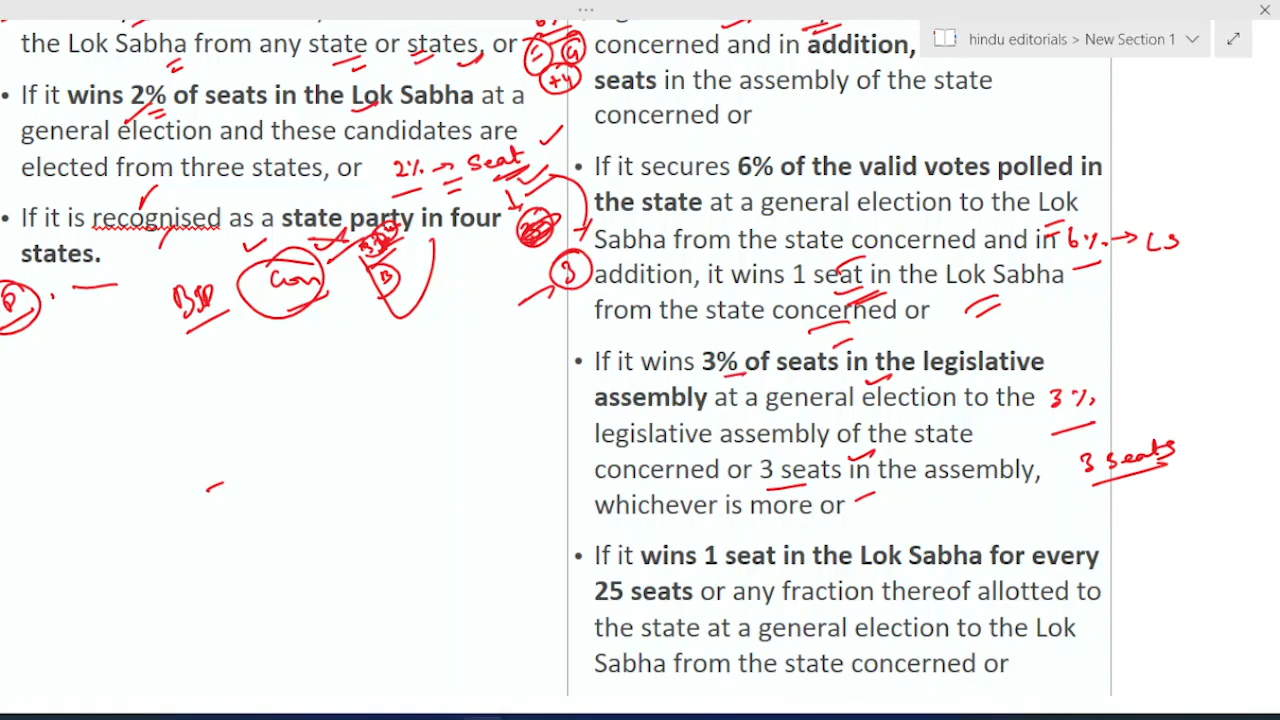 hindu editorials > New Section 1
the Lok Sabha from any state or states, or
• If it wins 2% of seats in the Lok Sabha at a
general election and these candidates are
elected from three states, or
2% → Seat
• If it is recognised as a state party in four
states.
BJP
Con
B
3
+4
concerned and in addition,
seats in the assembly of the state
concerned or
• If it secures 6% of the valid votes polled in
the state at a general election to the Lok
Sabha from the state concerned and in
6% → LS
addition, it wins 1 seat in the Lok Sabha
from the state concerned or
• If it wins 3% of seats in the legislative
assembly at a general election to the
3%
legislative assembly of the state
concerned or 3 seats in the assembly,
3 seats
whichever is more or
• If it wins 1 seat in the Lok Sabha for every
25 seats or any fraction thereof allotted to
the state at a general election to the Lok
Sabha from the state concerned or